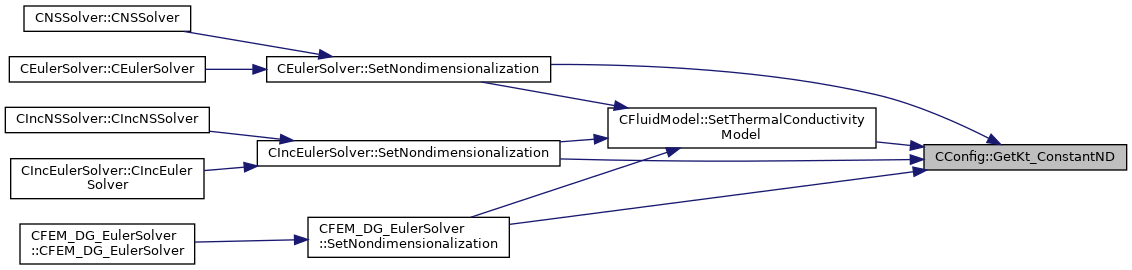 CNSSolver::CNSSolver
CEulerSolver::CEulerSolver
CEulerSolver::SetNondimensionalization
CIncNSSolver::CIncNSSolver
CFluidModel::SetThermalConductivity
Model
CIncEulerSolver::SetNondimensionalization
CConfig::GetKt_ConstantND
CIncEulerSolver::CIncEuler
Solver
CFEM_DG_EulerSolver
::CFEM_DG_EulerSolver
CFEM_DG_EulerSolver
::SetNondimensionalization